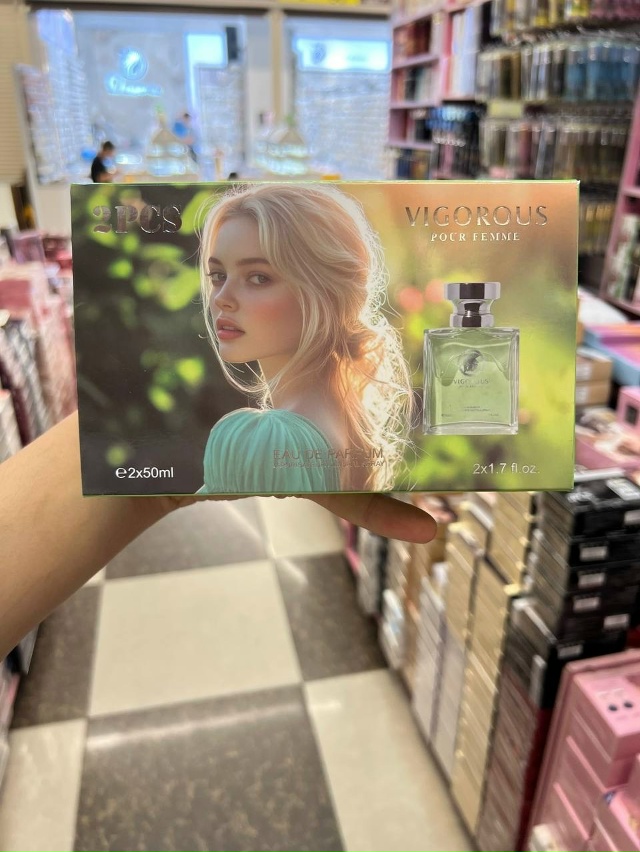 2PCS
VIGOROUS
POUR FEMME
VIGOROUS
EAU DE PARFUM
℮2x50ml
2x1.7 fl.oz.